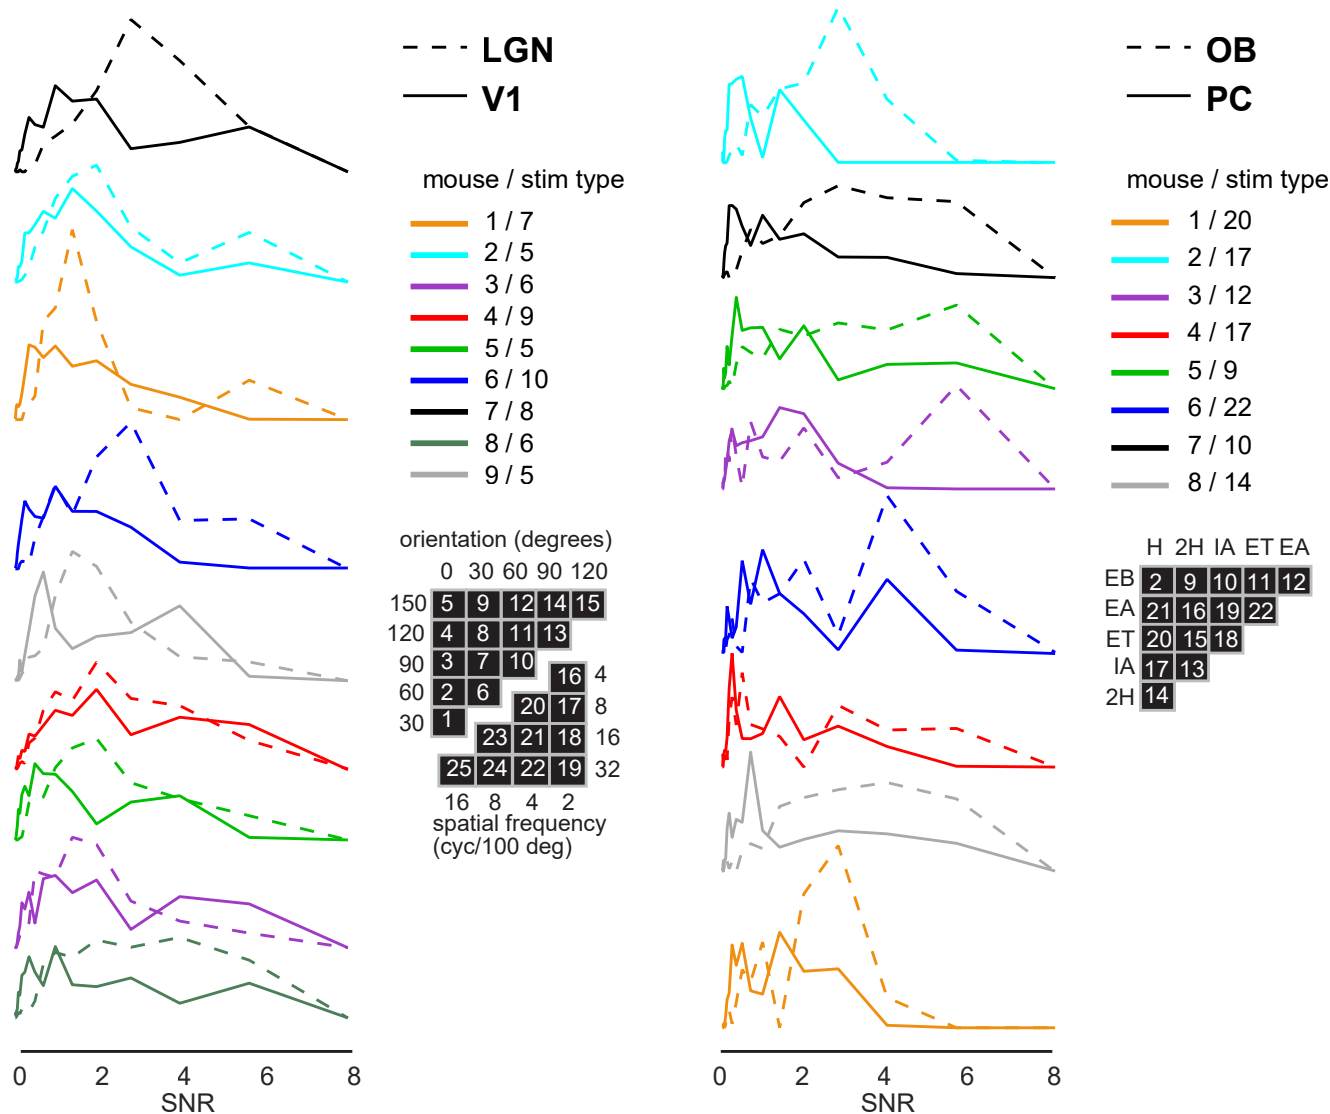 LGN
V1
mouse / stim type
1 / 7
2 / 5
3 / 6
4 / 9
5 / 5
6 / 10
7 / 8
8 / 6
9 / 5
orientation (degrees)
0 30 60 90 120
150 5 9 12 14 15
120 4 8 11 13
90 3 7 10
16 4
60 2 6
20 17 8
30 1
23 21 18 16
25 24 22 19 32
16 8 4 2
spatial frequency
(cyc/100 deg)
0 2 4 6 8
SNR
OB
PC
mouse / stim type
1 / 20
2 / 17
3 / 12
4 / 17
5 / 9
6 / 22
7 / 10
8 / 14
H 2H IA ET EA
EB 2 9 10 11 12
EA 21 16 19 22
ET 20 15 18
IA 17 13
2H 14
0 2 4 6 8
SNR